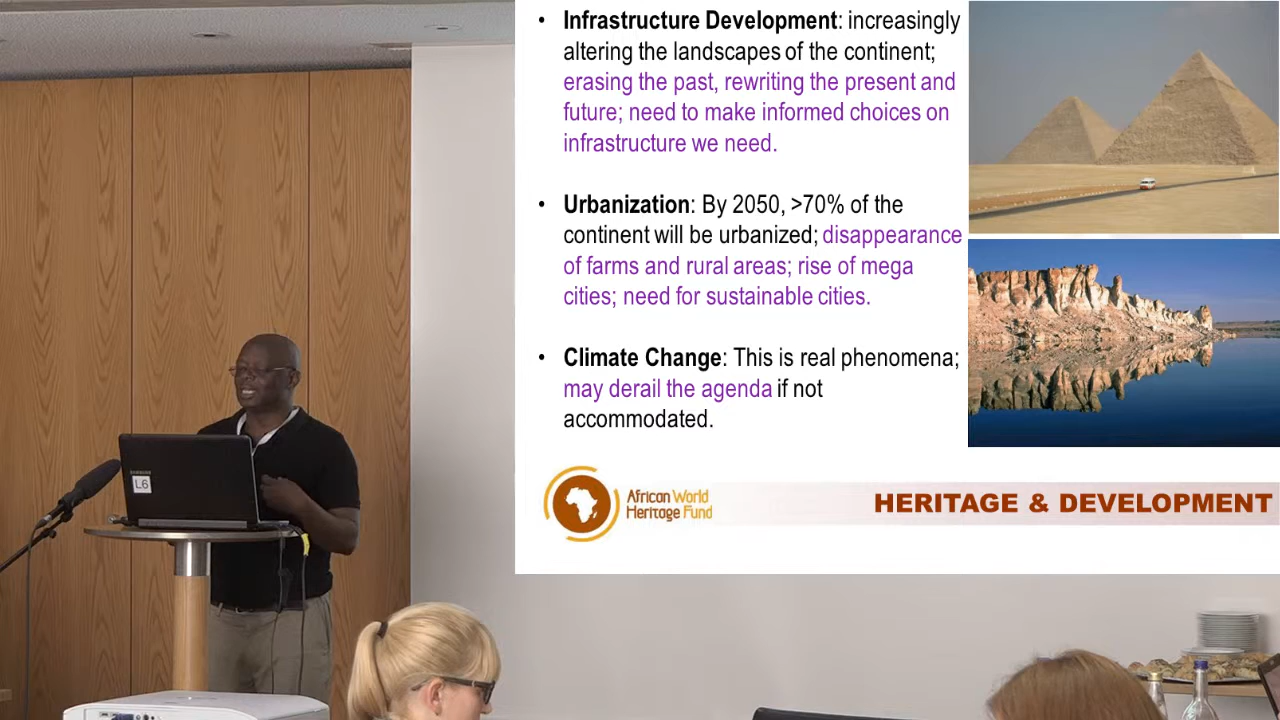 • Infrastructure Development: increasingly
altering the landscapes of the continent;
erasing the past, rewriting the present and
future; need to make informed choices on
infrastructure we need.
• Urbanization: By 2050, >70% of the
continent will be urbanized; disappearance
of farms and rural areas; rise of mega
cities; need for sustainable cities.
• Climate Change: This is real phenomena;
may derail the agenda if not
accommodated.
African World
Heritage Fund
HERITAGE & DEVELOPMENT
SAMSUNG
L6